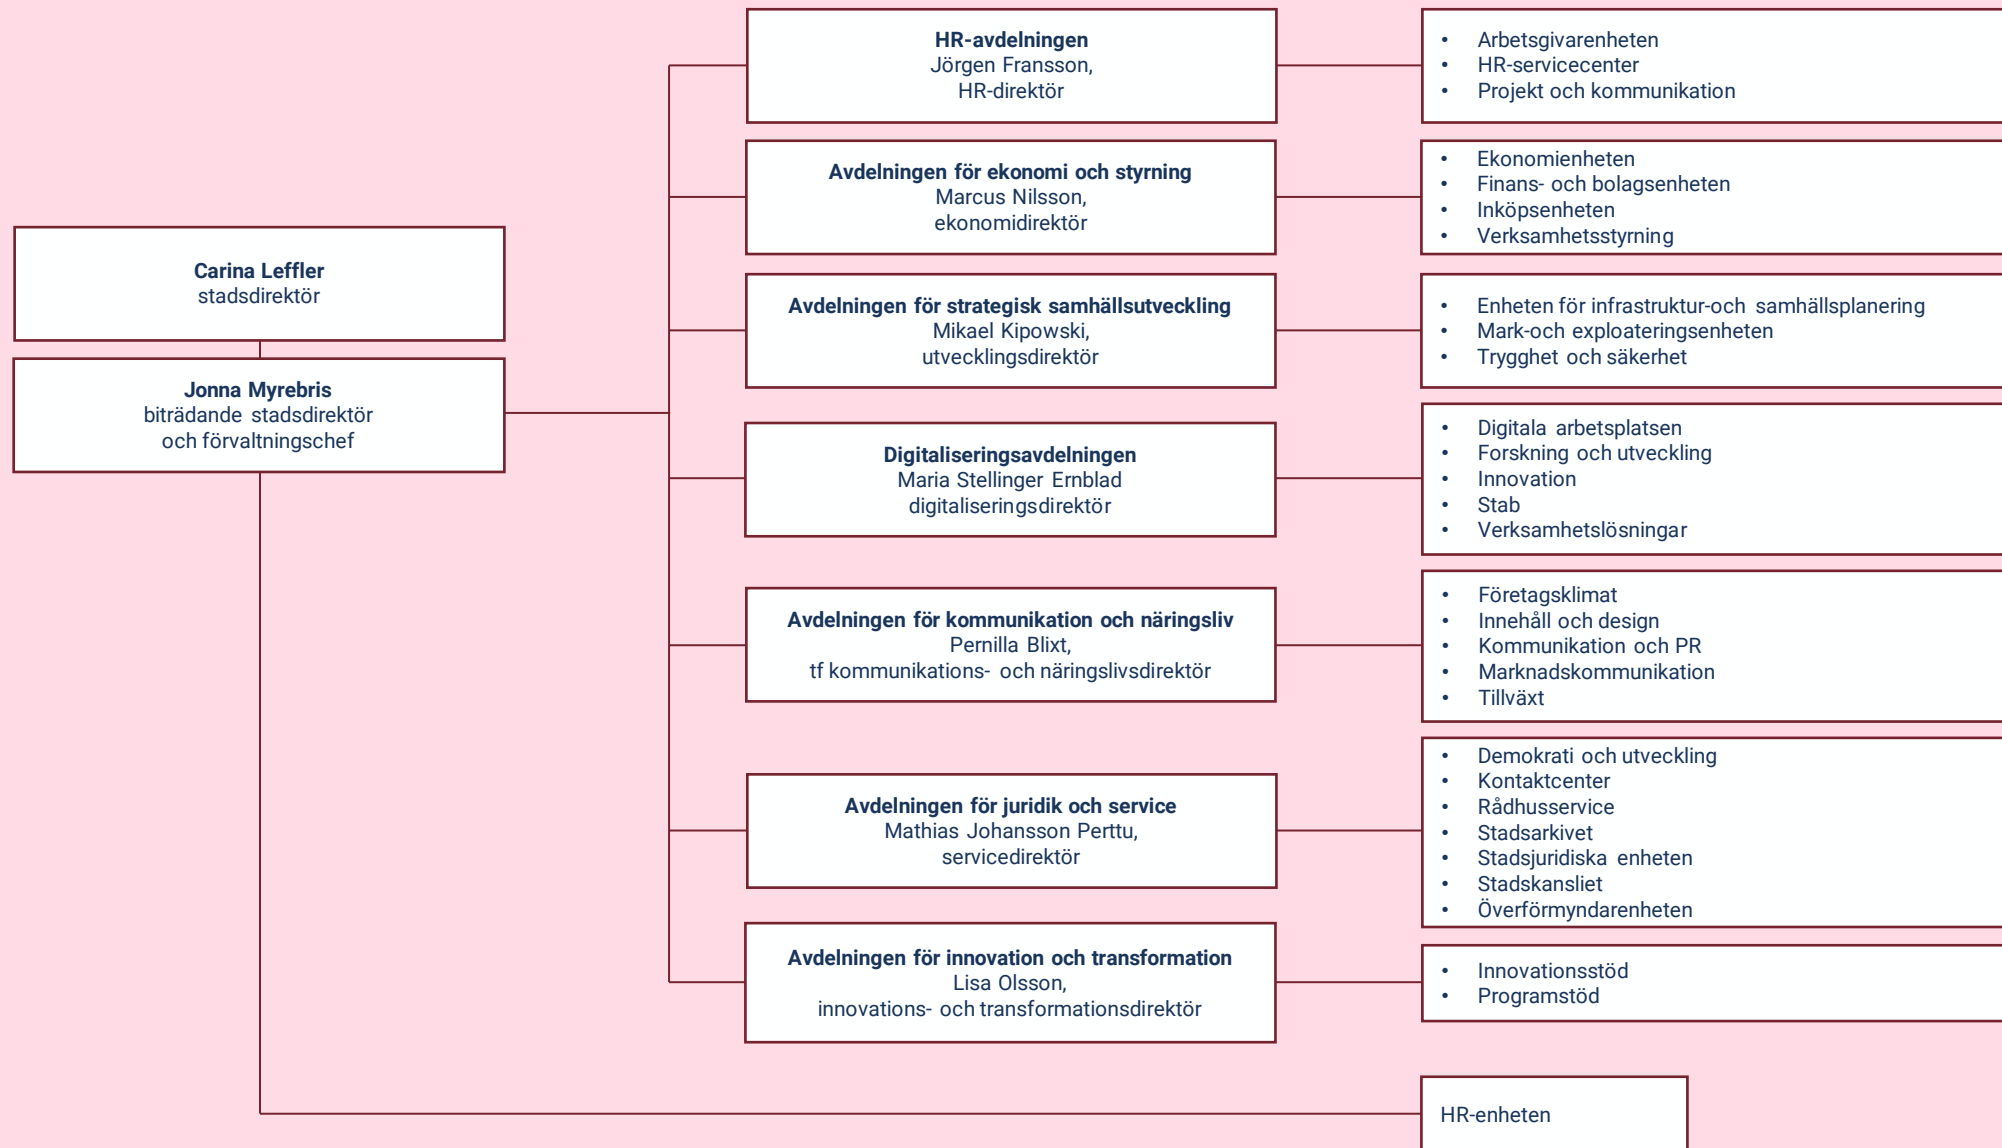 Carina Leffler
stadsdirektör
Jonna Myrebris
biträdande stadsdirektör
och förvaltningschef
HR-avdelningen
Jörgen Fransson,
HR-direktör
• Arbetsgivarenheten
• HR-servicecenter
• Projekt och kommunikation
Avdelningen för ekonomi och styrning
Marcus Nilsson,
ekonomidirektör
• Ekonomienheten
• Finans- och bolagsenheten
• Inköpsenheten
• Verksamhetsstyrning
Avdelningen för strategisk samhällsutveckling
Mikael Kipowski,
utvecklingsdirektör
• Enheten för infrastruktur-och samhällsplanering
• Mark-och exploateringsenheten
• Trygghet och säkerhet
Digitaliseringsavdelningen
Maria Stellinger Ernblad
digitaliseringsdirektör
• Digitala arbetsplatsen
• Forskning och utveckling
• Innovation
• Stab
• Verksamhetslösningar
Avdelningen för kommunikation och näringsliv
Pernilla Blixt,
tf kommunikations- och näringslivsdirektör
• Företagsklimat
• Innehåll och design
• Kommunikation och PR
• Marknadskommunikation
• Tillväxt
Avdelningen för juridik och service
Mathias Johansson Perttu,
servicedirektör
• Demokrati och utveckling
• Kontaktcenter
• Rådhusservice
• Stadsarkivet
• Stadsjuridiska enheten
• Stadskansliet
• Överförmyndarenheten
Avdelningen för innovation och transformation
Lisa Olsson,
innovations- och transformationsdirektör
• Innovationsstöd
• Programstöd
HR-enheten